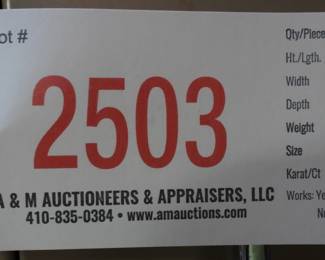 ot #
2503
A & M AUCTIONEERS & APPRAISERS, LLC
410-835-0384 • www.amauctions.com
Qty/Piece
Ht./Lgth.
Width
Depth
Weight
Size
Karat/Ct
Works: Ye
N